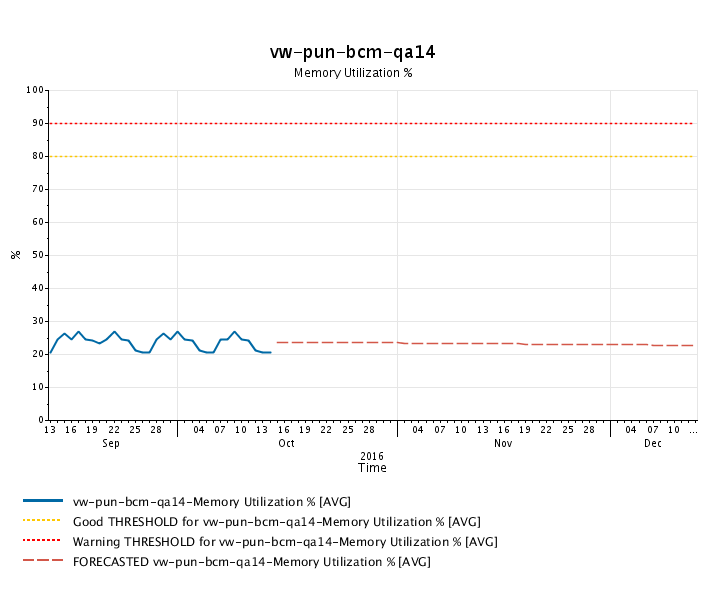 vw-pun-bcm-qa14
Memory Utilization %
100
90
80
70
60
50
40
30
20
10
0
%
13 16 19 22 25 28 04 07 10 13 16 19 22 25 28 04 07 10 13 16 19 22 25 28 04 07 10 ...
Sep Oct Nov Dec
2016
Time
vw-pun-bcm-qa14-Memory Utilization % [AVG]
Good THRESHOLD for vw-pun-bcm-qa14-Memory Utilization % [AVG]
Warning THRESHOLD for vw-pun-bcm-qa14-Memory Utilization % [AVG]
FORECASTED vw-pun-bcm-qa14-Memory Utilization % [AVG]